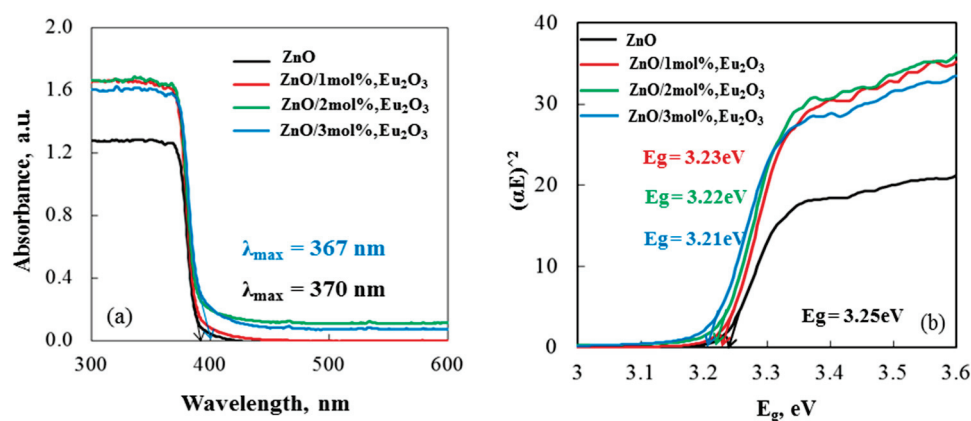 ZnO
ZnO/1mol%,Eu₂O₃
ZnO/2mol%,Eu₂O₃
ZnO/3mol%,Eu₂O₃
λmax = 367 nm
λmax = 370 nm
(a)
Absorbance, a.u.
2.0
1.6
1.2
0.8
0.4
0.0
300
400
500
600
Wavelength, nm
ZnO
ZnO/1mol%,Eu₂O₃
ZnO/2mol%,Eu₂O₃
ZnO/3mol%,Eu₂O₃
Eg= 3.23eV
Eg= 3.22eV
Eg= 3.21eV
Eg= 3.25eV
(b)
(αE)^2
40
30
20
10
0
3
3.1
3.2
3.3
3.4
3.5
3.6
Eg, eV